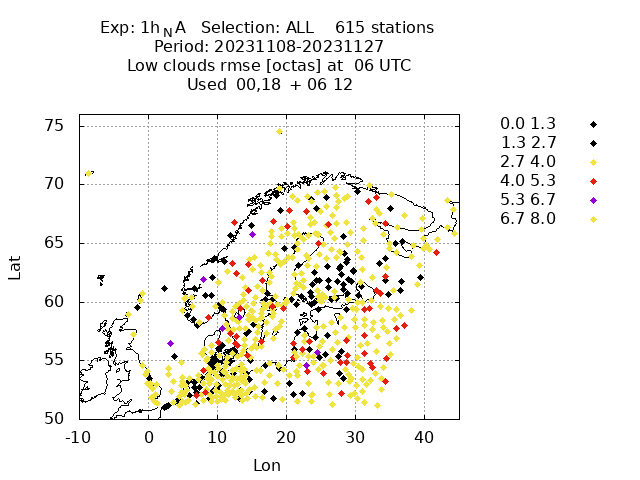 Exp: 1h N A Selection: ALL 615 stations
Period: 20231108-20231127
Low clouds rmse [octas] at 06 UTC
Used 00,18 + 06 12
75
70
65
60
55
50
-10 0 10 20 30 40
Lat
Lon
0.0 1.3
1.3 2.7
2.7 4.0
4.0 5.3
5.3 6.7
6.7 8.0